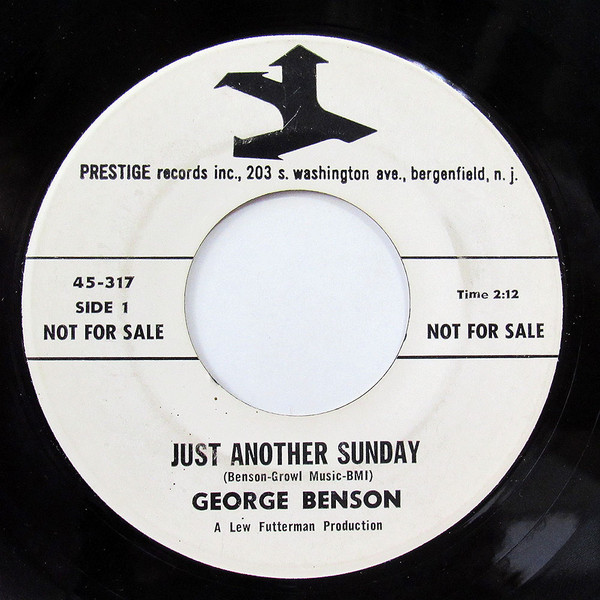 PRESTIGE records inc., 203 s. washington ave., bergenfield, n. j.
45-317
SIDE 1
NOT FOR SALE
Time 2:12
NOT FOR SALE
JUST ANOTHER SUNDAY
(Benson-Growl Music-BMI)
GEORGE BENSON
A Lew Futterman Production